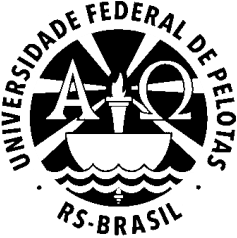 UNIVERSIDADE FEDERAL DE PELOTAS
Α Ω
· RS-BRASIL ·